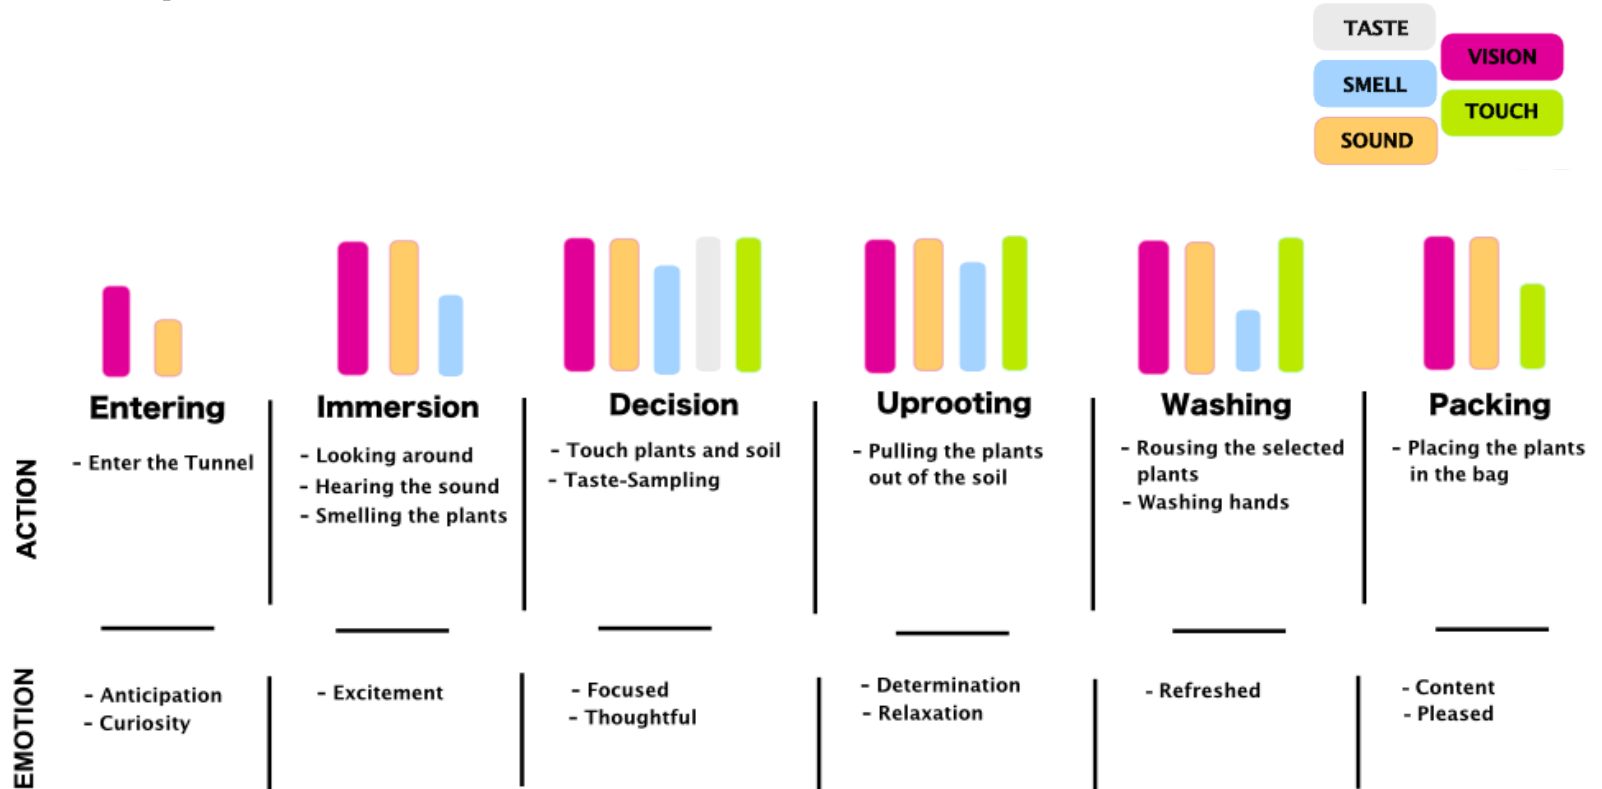 TASTE
VISION
SMELL
TOUCH
SOUND
Entering
Immersion
Decision
Uprooting
Washing
Packing
ACTION
- Enter the Tunnel
- Looking around
- Hearing the sound
- Smelling the plants
- Touch plants and soil
- Taste-Sampling
- Pulling the plants
out of the soil
- Rousing the selected
plants
- Washing hands
- Placing the plants
in the bag
EMOTION
- Anticipation
- Curiosity
- Excitement
- Focused
- Thoughtful
- Determination
- Relaxation
- Refreshed
- Content
- Pleased